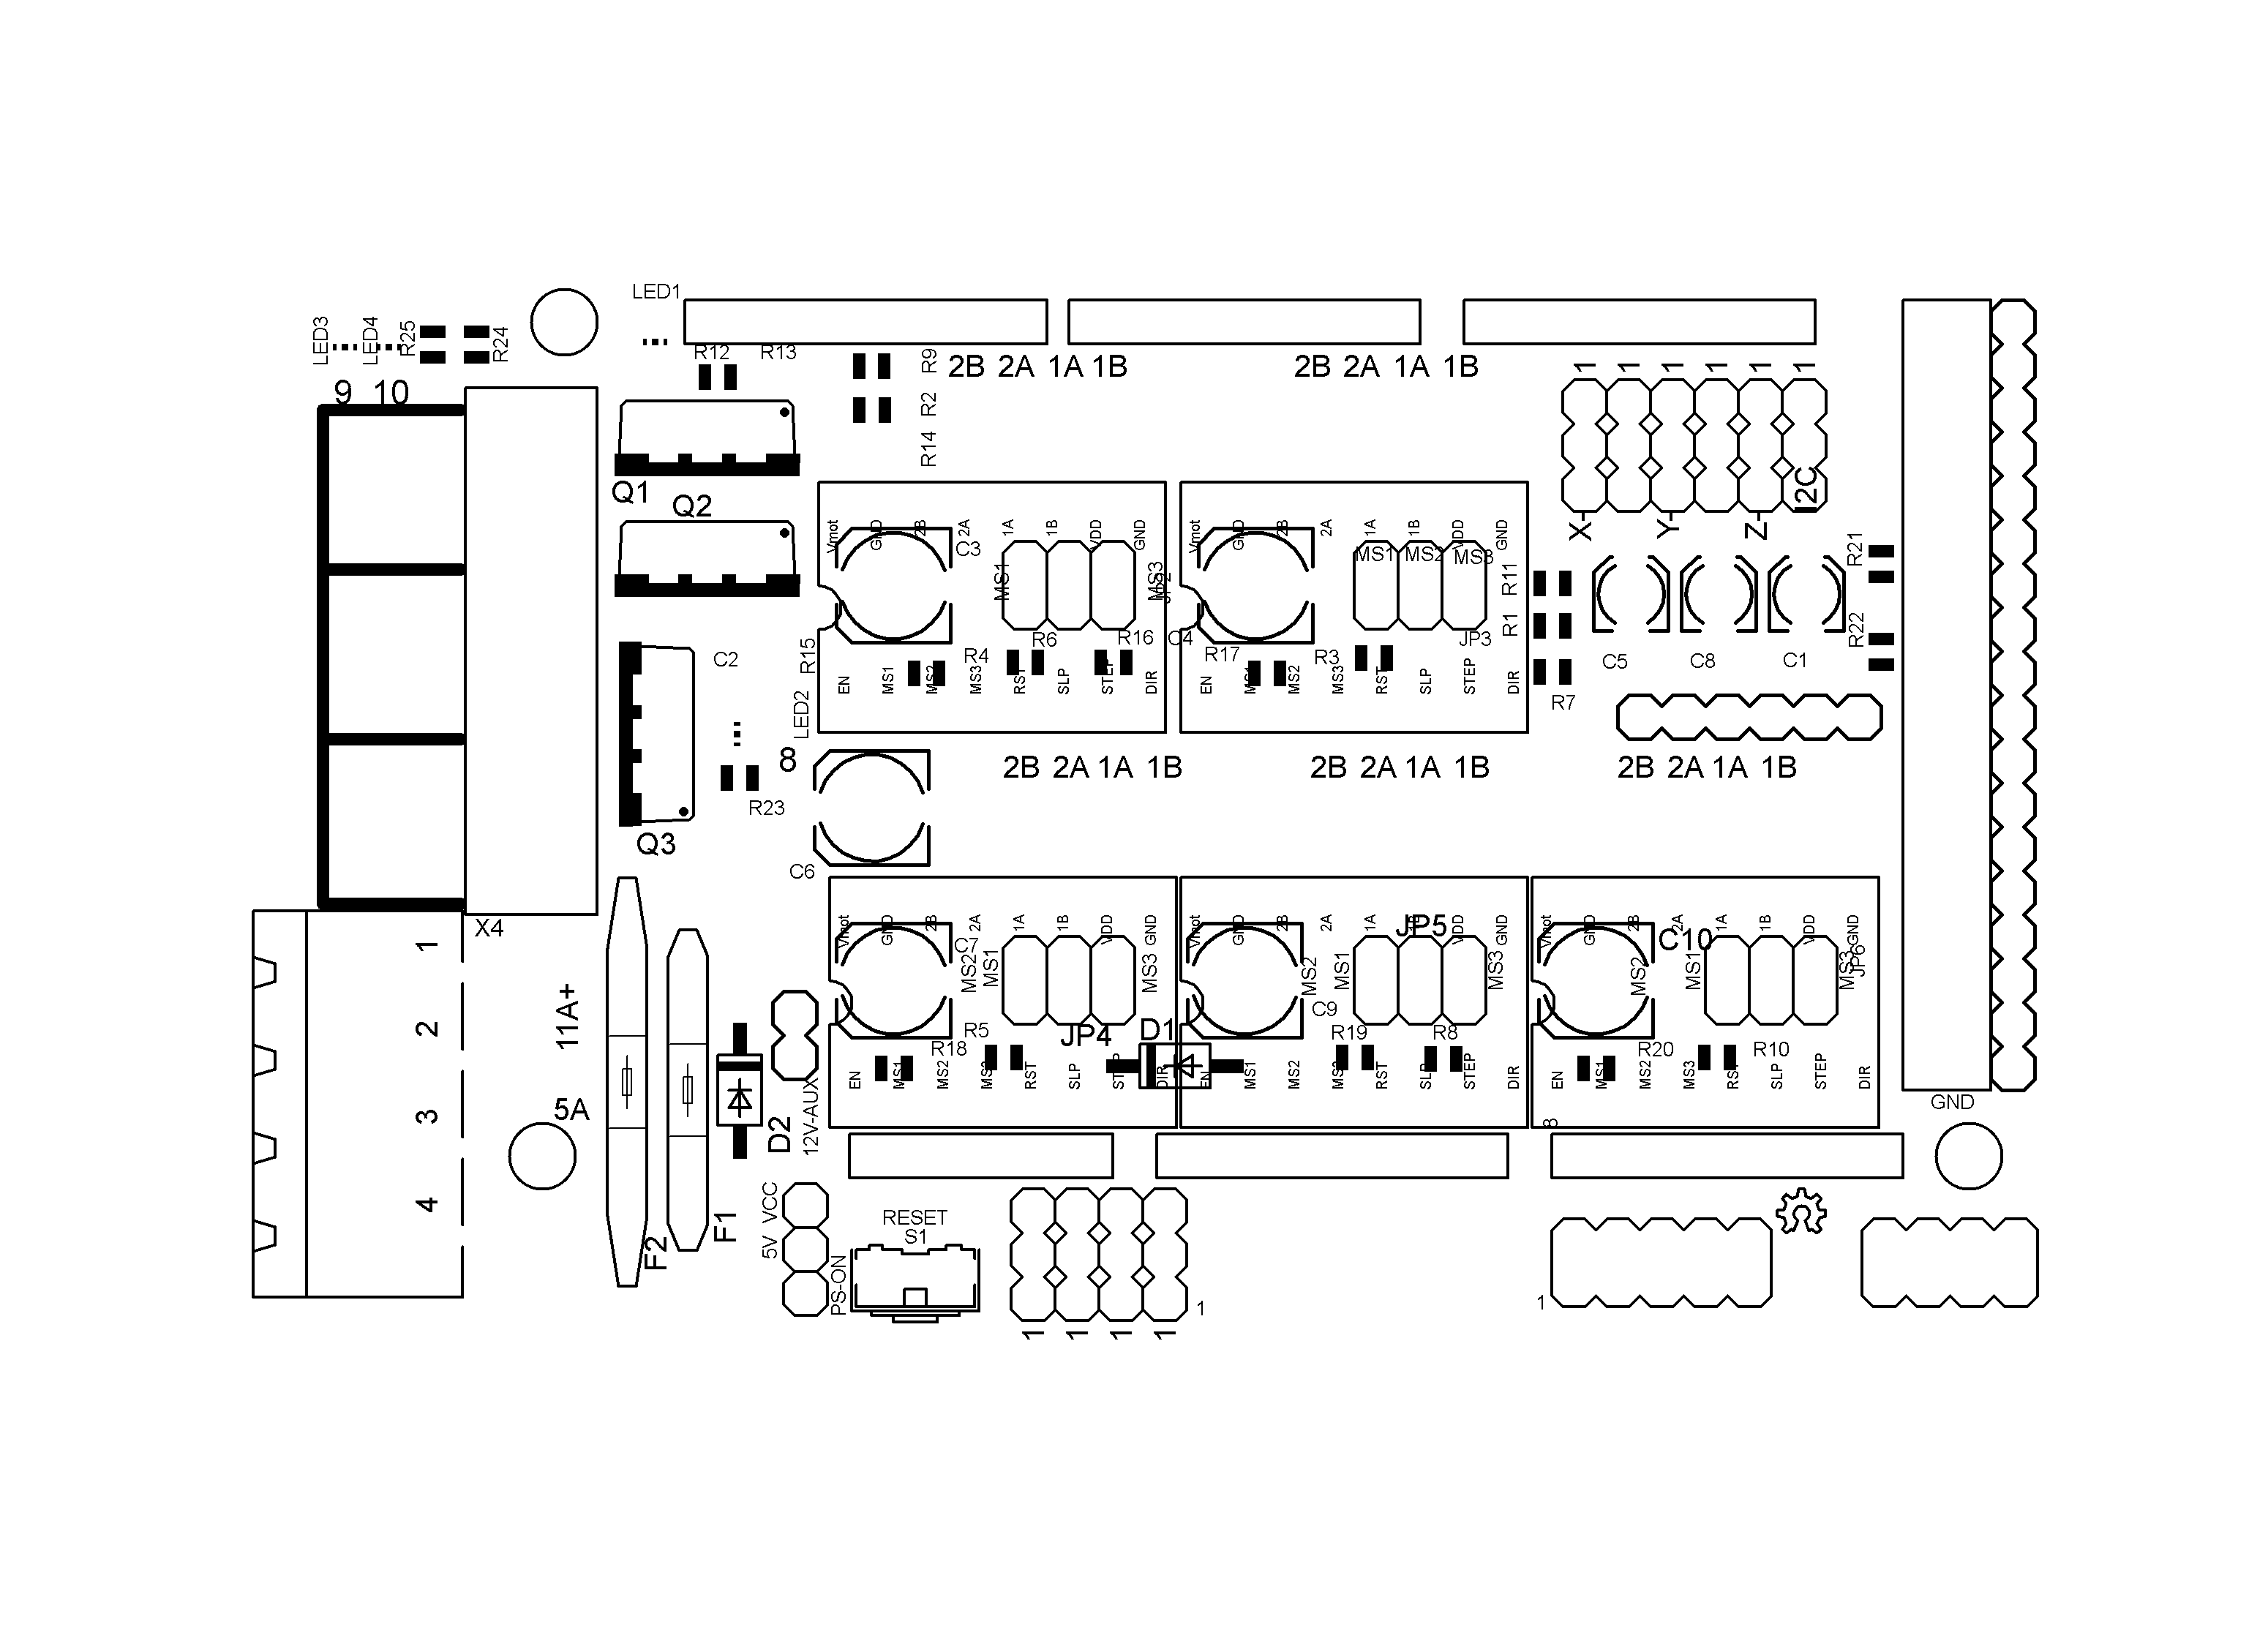 LED1
LED3
LED4
R25
R24
R12
R13
R9
2B 2A 1A 1B
2B 2A 1A 1B
1 1 1 1 1 1
9 10
R2
R14
Q1
Q2
I2C
X-
Y-
Z-
Vmot GND 2B 2A 1A 1B VDD GND
Vmot GND 2B 2A 1A 1B VDD GND
C3
MS1
MS3
JP2
MS1 MS2 MS3
R11
R21
R1
R22
R15
C2
R4
R6
R16
C4
R17
R3
JP3
C5
C8
C1
EN MS1 MS2 MS3 RST SLP STEP DIR
EN MS1 MS2 MS3 RST SLP STEP DIR
R7
LED2
8
2B 2A 1A 1B
2B 2A 1A 1B
2B 2A 1A 1B
R23
Q3
C6
X4
Vmot GND 2B 2A 1A 1B VDD GND
Vmot GND 2B 2A 1A 1B VDD GND
Vmot GND 2B 2A 1A 1B VDD GND
JP5
C10
C7
MS2
MS1
MS3
MS2
MS1
MS3
MS2
MS1
MS3
JP6
1
2
3
4
11A+
5A
C9
R5
JP4
D1
R19
R8
R18
R20
R10
EN MS1 MS2 MS3 RST SLP STEP DIR
EN MS1 MS2 MS3 RST SLP STEP DIR
EN MS1 MS2 MS3 RST SLP STEP DIR
GND
D2
12V-AUX
8
F2
F1
5V VCC
PS-ON
RESET
S1
1
1
1 1 1 1